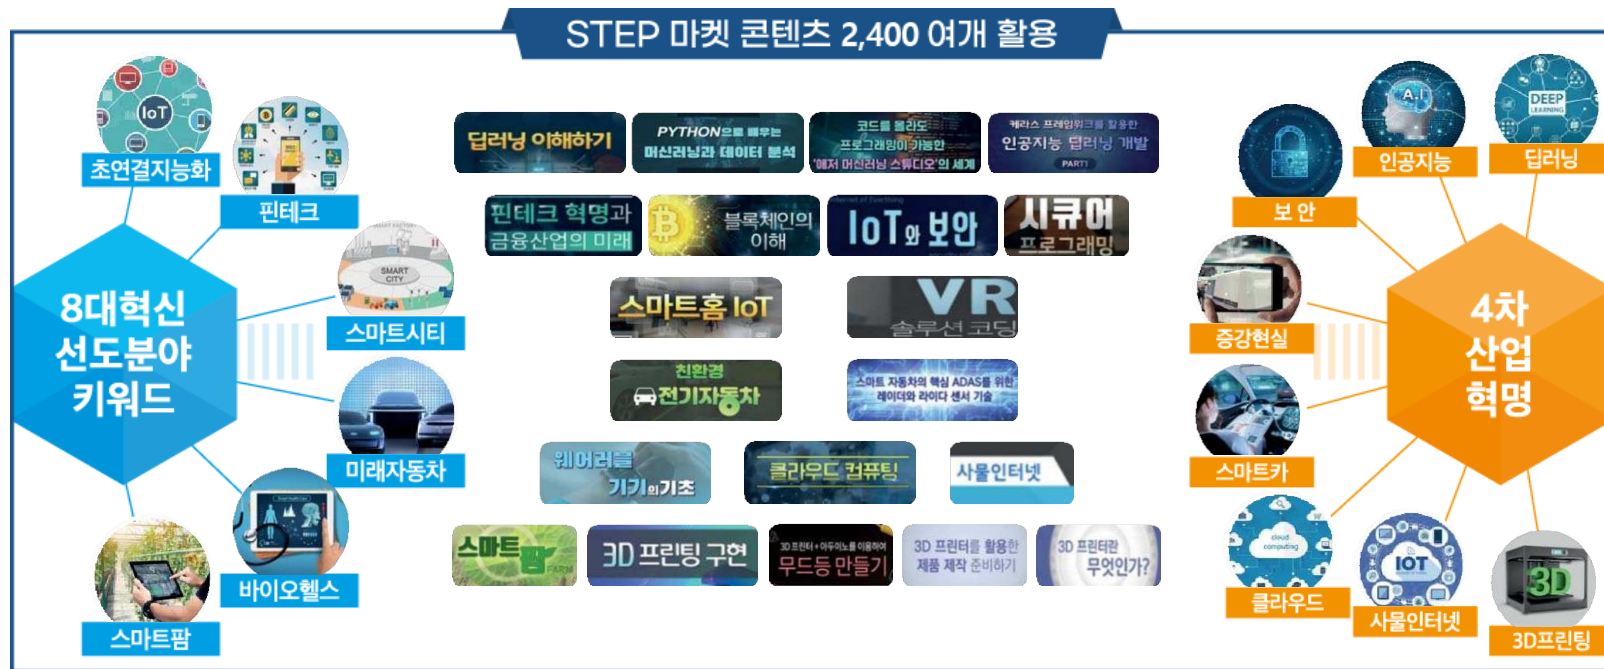 STEP 마켓 콘텐츠 2,400 여개 활용
IoT
초연결지능화
핀테크
SMART CITY
스마트시티
미래자동차
바이오헬스
스마트팜
8대혁신
선도분야
키워드
딥러닝 이해하기
PYTHON으로 배우는
머신러닝과 데이터 분석
코드를 몰라도
프로그래밍이 가능한
'애저 머신러닝 스튜디오'의 세계
케라스 프레임워크를 활용한
인공지능 딥러닝 개발
PART1
핀테크 혁명과
금융산업의 미래
블록체인의
이해
IoT와 보안
시큐어
프로그래밍
스마트홈 IoT
VR
솔루션 코딩
친환경
전기자동차
스마트 자동차의 핵심 ADAS를 위한
레이더와 라이다 센서 기술
웨어러블
기기의기초
클라우드 컴퓨팅
사물인터넷
스마트
팜
FARM
3D 프린팅 구현
3D 프린터 + 아두이노를 이용하여
무드등 만들기
3D 프린터를 활용한
제품 제작 준비하기
3D 프린터란
무엇인가?
A.I
인공지능
DEEP
LEARNING
딥러닝
보 안
증강현실
스마트카
cloud
computing
클라우드
IOT
사물인터넷
3D
3D프린팅
4차
산업
혁명